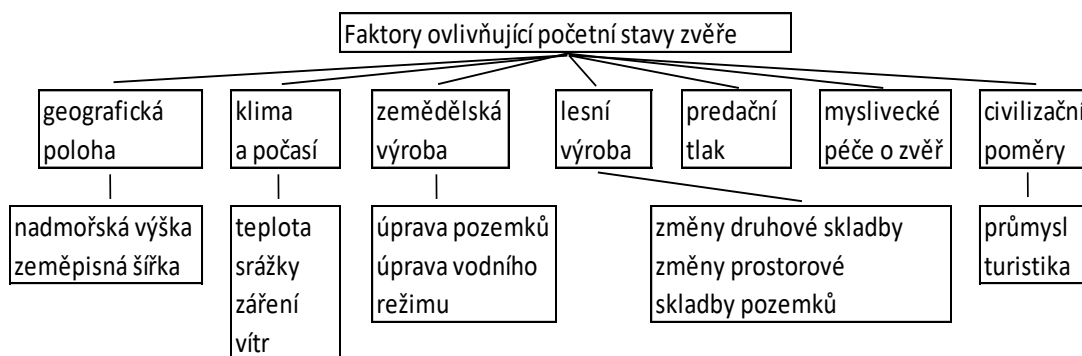 Faktory ovlivňující početní stavy zvěře
geografická
poloha
klima
a počasí
zemědělská
výroba
lesní
výroba
predační
tlak
myslivecké
péče o zvěř
civilizační
poměry
nadmořská výška
zeměpisná šířka
teplota
srážky
záření
vítr
úprava pozemků
úprava vodního
režimu
změny druhové skladby
změny prostorové
skladby pozemků
průmysl
turistika